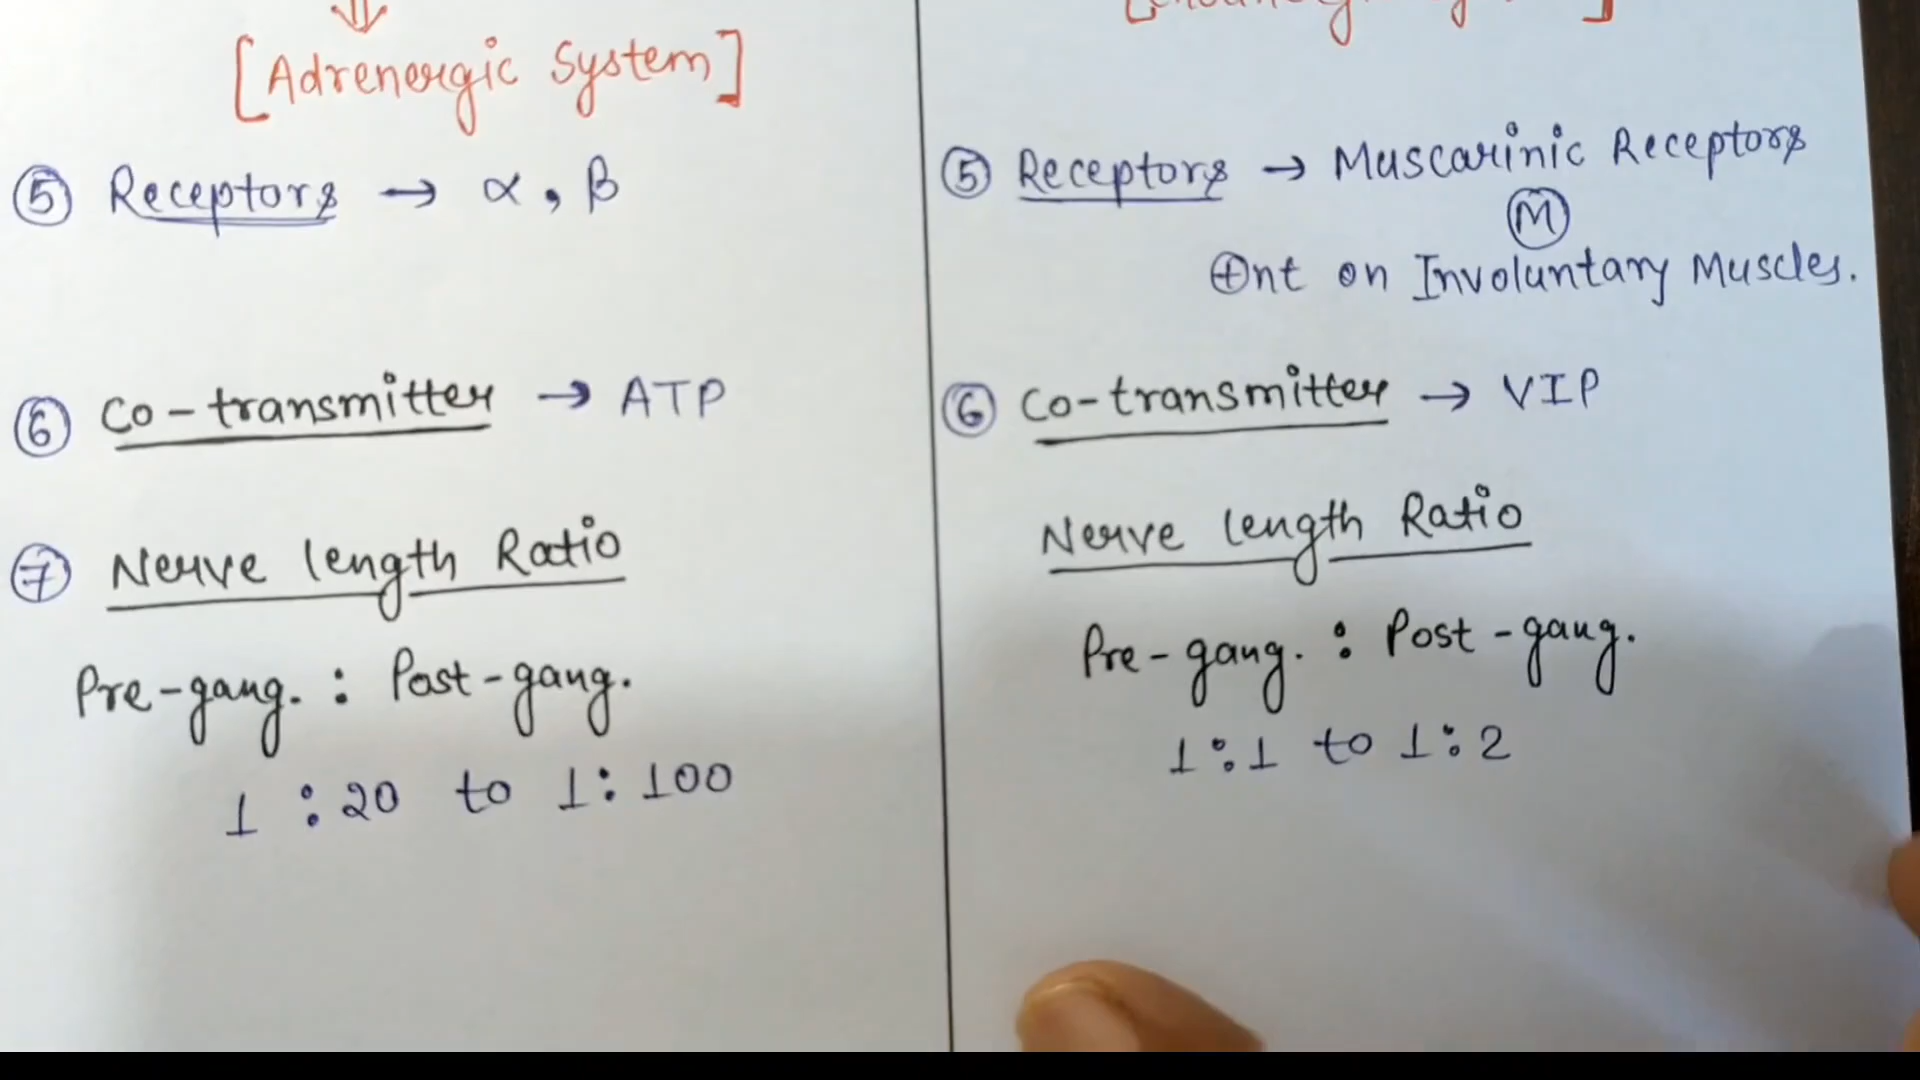 [Adrenergic System]
⑤ Receptors → α, β
⑥ Co-transmitter → ATP
⑦ Nerve length Ratio
Pre-gang. : Post-gang.
1 : 20 to 1 : 100
⑤ Receptors → Muscarinic Receptors
Ⓜ
⊕nt on Involuntary Muscles.
⑥ Co-transmitter → VIP
Nerve length Ratio
Pre-gang. : Post-gang.
1 : 1 to 1 : 2